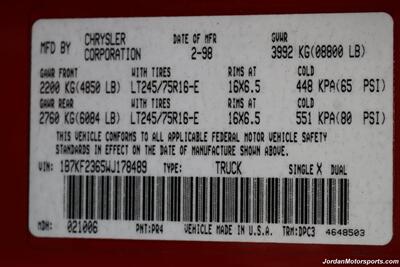 MFD BY CHRYSLER CORPORATION DATE OF MFR 2-98 GVWR 3992 KG(08800 LB)
GAWR FRONT WITH TIRES RIMS AT COLD
2200 KG(4850 LB) LT245/75R16-E 16X6.5 448 KPA(65 PSI)
GAWR REAR WITH TIRES RIMS AT COLD
2760 KG(6084 LB) LT245/75R16-E 16X6.5 551 KPA(80 PSI)
THIS VEHICLE CONFORMS TO ALL APPLICABLE FEDERAL MOTOR VEHICLE SAFETY
STANDARDS IN EFFECT ON THE DATE OF MANUFACTURE SHOWN ABOVE.
VIN: 1B7KF2365WJ178489 TYPE: TRUCK SINGLE X DUAL
MDH: 021006 PNT:PR4 VEHICLE MADE IN U.S.A. TRM:DPC3 4648503
JordanMotorsports.com